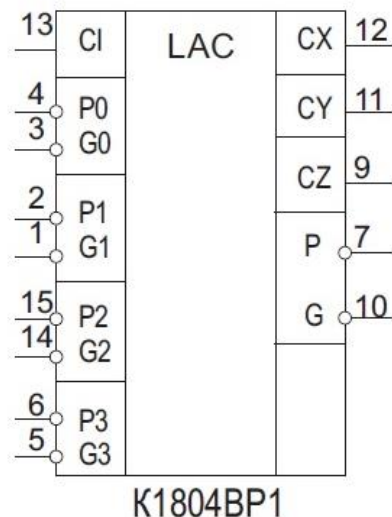 13 CI LAC CX 12
4 P0 CY 11
3 G0
CZ 9
2 P1
1 G1 P 7
15 P2 G 10
14 G2
6 P3
5 G3
К1804ВР1